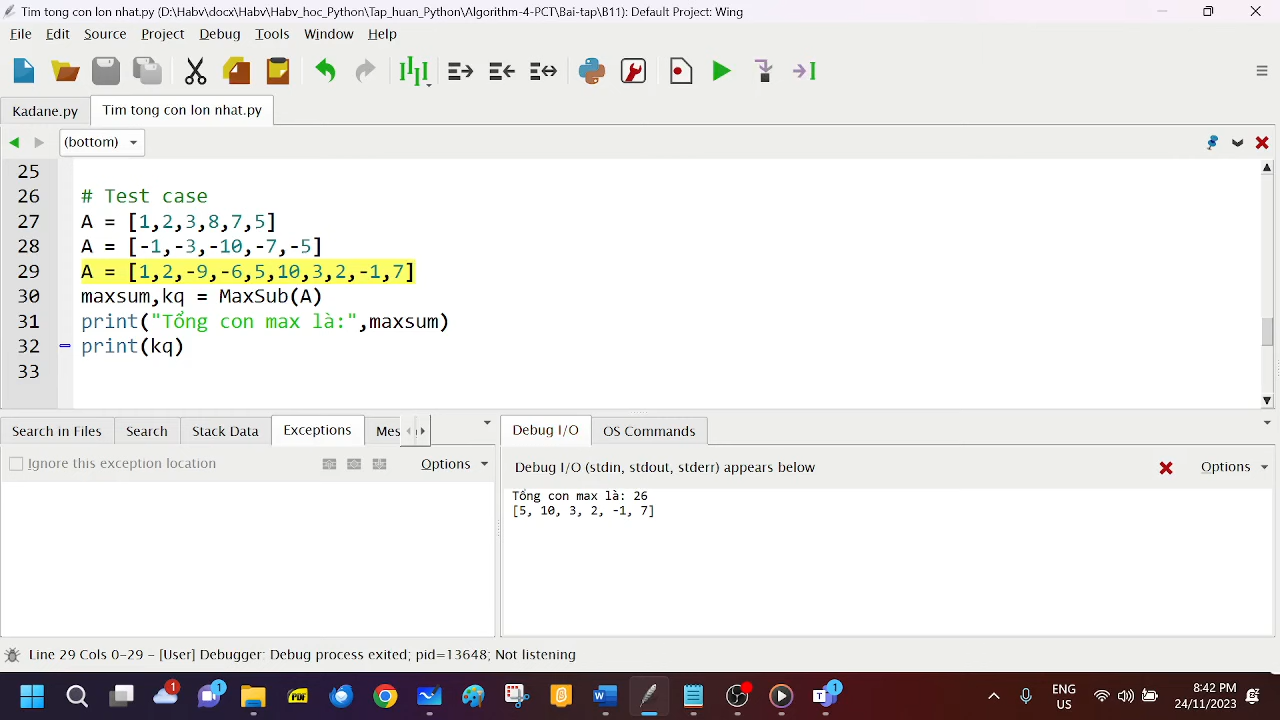 Tim tong con lon nhat.py (D:\Habv\docx\Habv\Habv_hoc_Python\Tap_huan_Python\Algorithm-4-PCT\Bai-tap\B11): Default Project: Wing
File Edit Source Project Debug Tools Window Help
Kadane.py Tim tong con lon nhat.py
(bottom)
25
26 # Test case
27 A = [1,2,3,8,7,5]
28 A = [-1,-3,-10,-7,-5]
29 A = [1,2,-9,-6,5,10,3,2,-1,7]
30 maxsum,kq = MaxSub(A)
31 print("Tổng con max là:",maxsum)
32 print(kq)
33
Search in Files Search Stack Data Exceptions Mes Debug I/O OS Commands
Ignore this exception location Options Debug I/O (stdin, stdout, stderr) appears below Options
Tổng con max là: 26
[5, 10, 3, 2, -1, 7]
Line 29 Cols 0-29 – [User] Debugger: Debug process exited; pid=13648; Not listening
1 1 PDF W T 1 ENG US 8:42 PM 24/11/2023